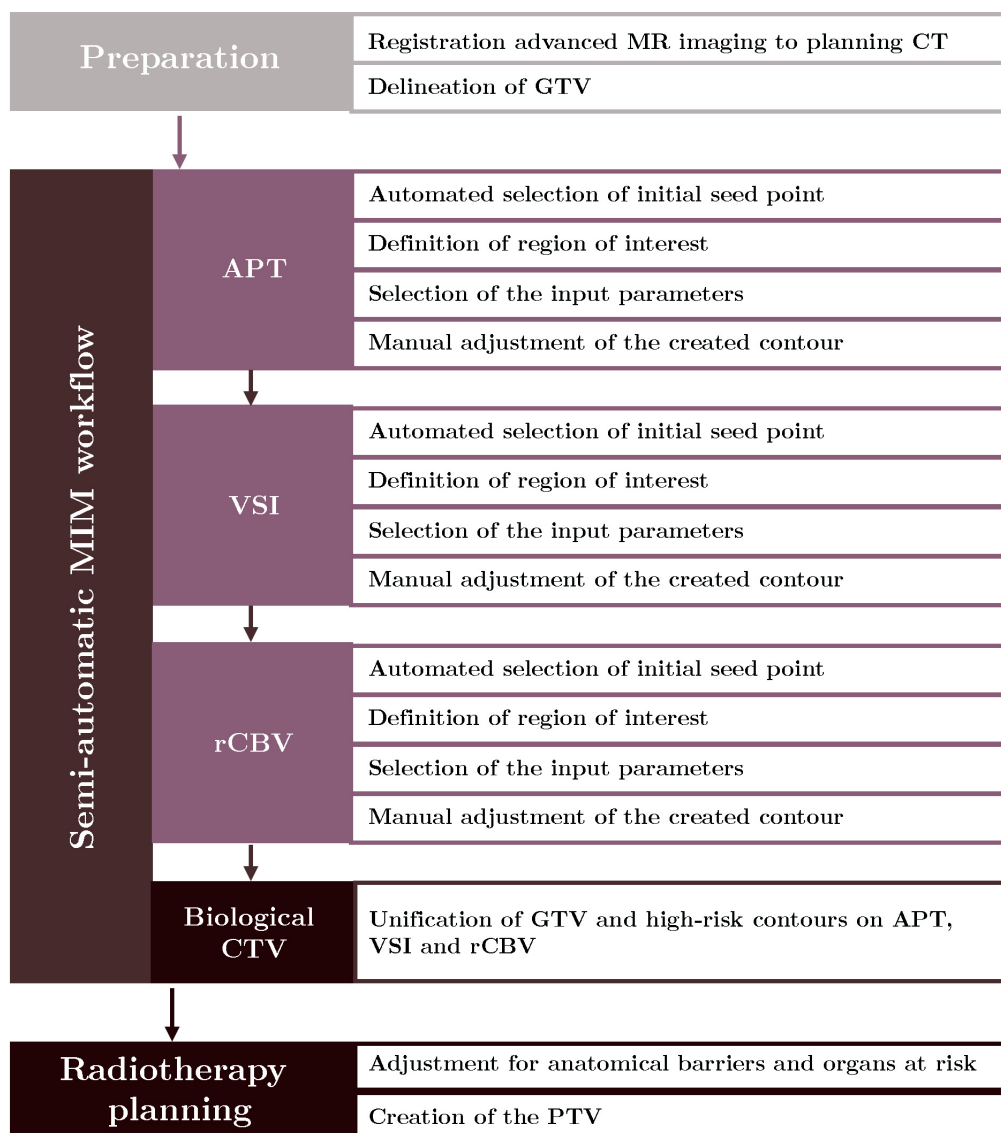 Preparation
Registration advanced MR imaging to planning CT
Delineation of GTV
Semi-automatic MIM workflow
APT
Automated selection of initial seed point
Definition of region of interest
Selection of the input parameters
Manual adjustment of the created contour
VSI
Automated selection of initial seed point
Definition of region of interest
Selection of the input parameters
Manual adjustment of the created contour
rCBV
Automated selection of initial seed point
Definition of region of interest
Selection of the input parameters
Manual adjustment of the created contour
Biological
CTV
Unification of GTV and high-risk contours on APT,
VSI and rCBV
Radiotherapy
planning
Adjustment for anatomical barriers and organs at risk
Creation of the PTV